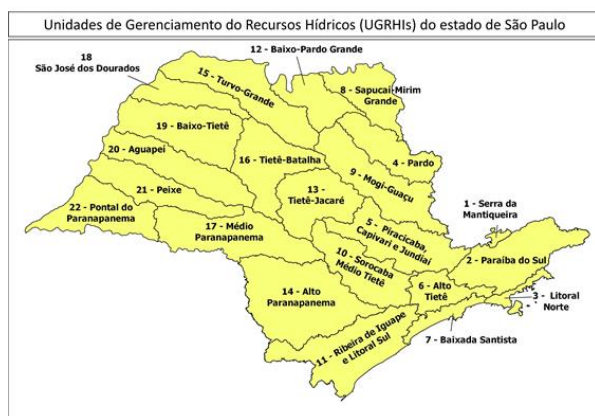 Unidades de Gerenciamento do Recursos Hídricos (UGRHIs) do estado de São Paulo
12 - Baixo-Pardo Grande
18
São José dos Dourados
15 - Turvo-Grande
8 - Sapucaí-Mirim
Grande
19 - Baixo-Tietê
20 - Aguapeí
16 - Tietê-Batalha
4 - Pardo
9 - Mogi-Guaçu
21 - Peixe
13 -
Tietê-Jacaré
22 - Pontal do
Paranapanema
17 - Médio
Paranapanema
1 - Serra da
Mantiqueira
5 - Piracicaba,
Capivari e Jundiaí
2 - Paraíba do Sul
10 - Sorocaba
Médio Tietê
14 - Alto
Paranapanema
6 - Alto
Tietê
3 - Litoral
Norte
11 - Ribeira de Iguape
e Litoral Sul
7 - Baixada Santista